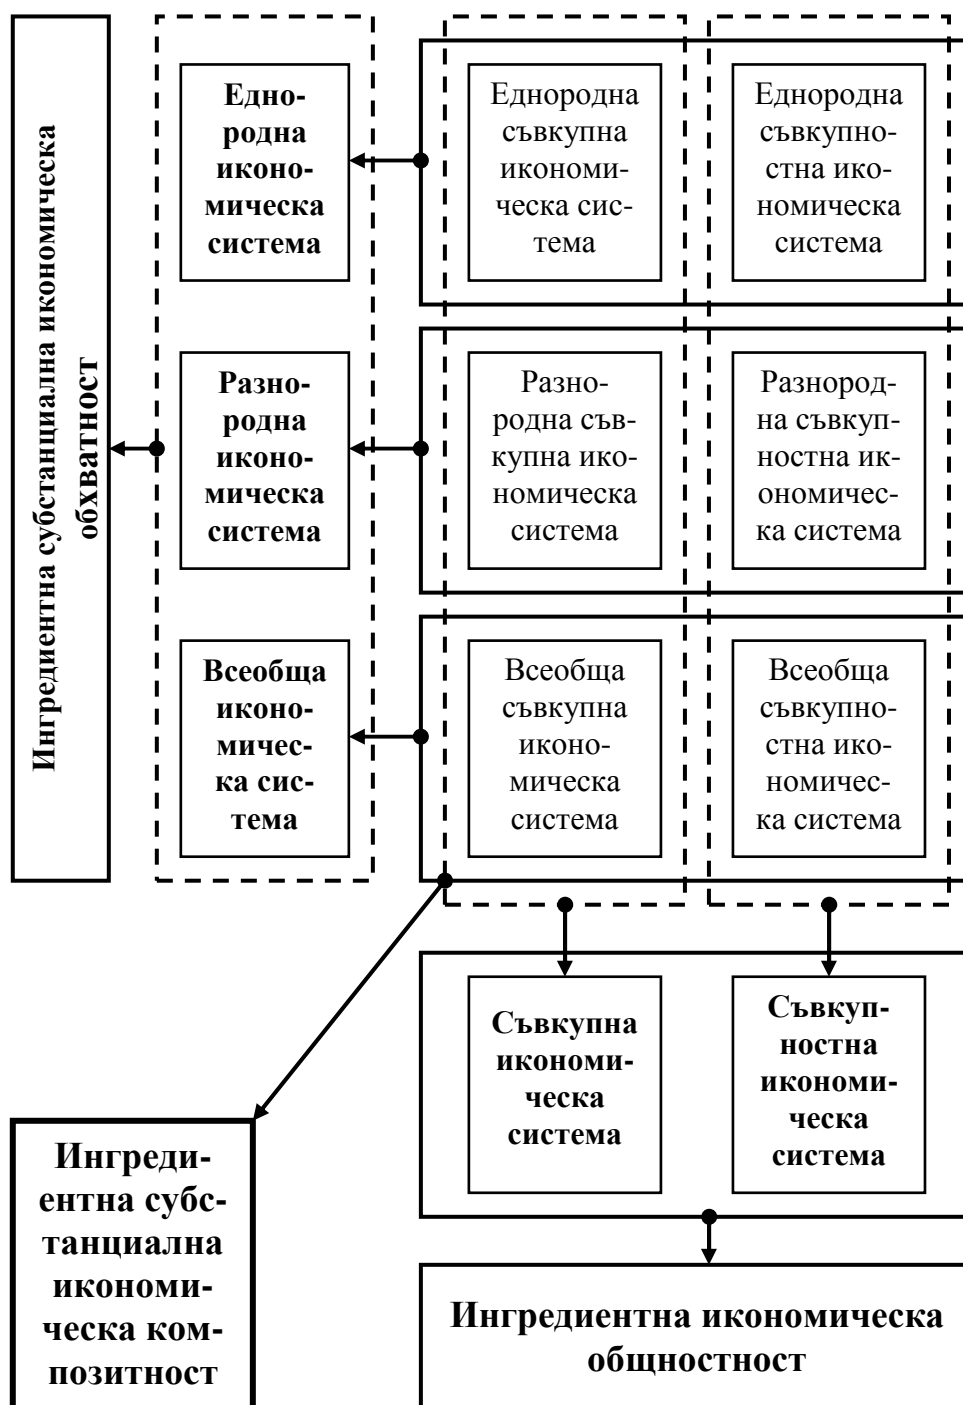 Ингредиентна субстанциална икономическа
обхватност
Едно-
родна
иконо-
мическа
система
Еднородна
съвкупна
икономи-
ческа сис-
тема
Еднородна
съвкупно-
стна ико-
номическа
система
Разно-
родна
иконо-
мическа
система
Разно-
родна съв-
купна ико-
номическа
система
Разнород-
на съвкуп-
ностна ик-
ономичес-
ка система
Всеобща
иконо-
мичес-
ка сис-
тема
Всеобща
съвкупна
иконо-
мическа
система
Всеобща
съвкупно-
стна ико-
номичес-
ка система
Съвкупна
икономи-
ческа
система
Съвкуп-
ностна
икономи-
ческа
система
Ингреди-
ентна субс-
танциална
икономи-
ческа ком-
позитност
Ингредиентна икономическа
общностност